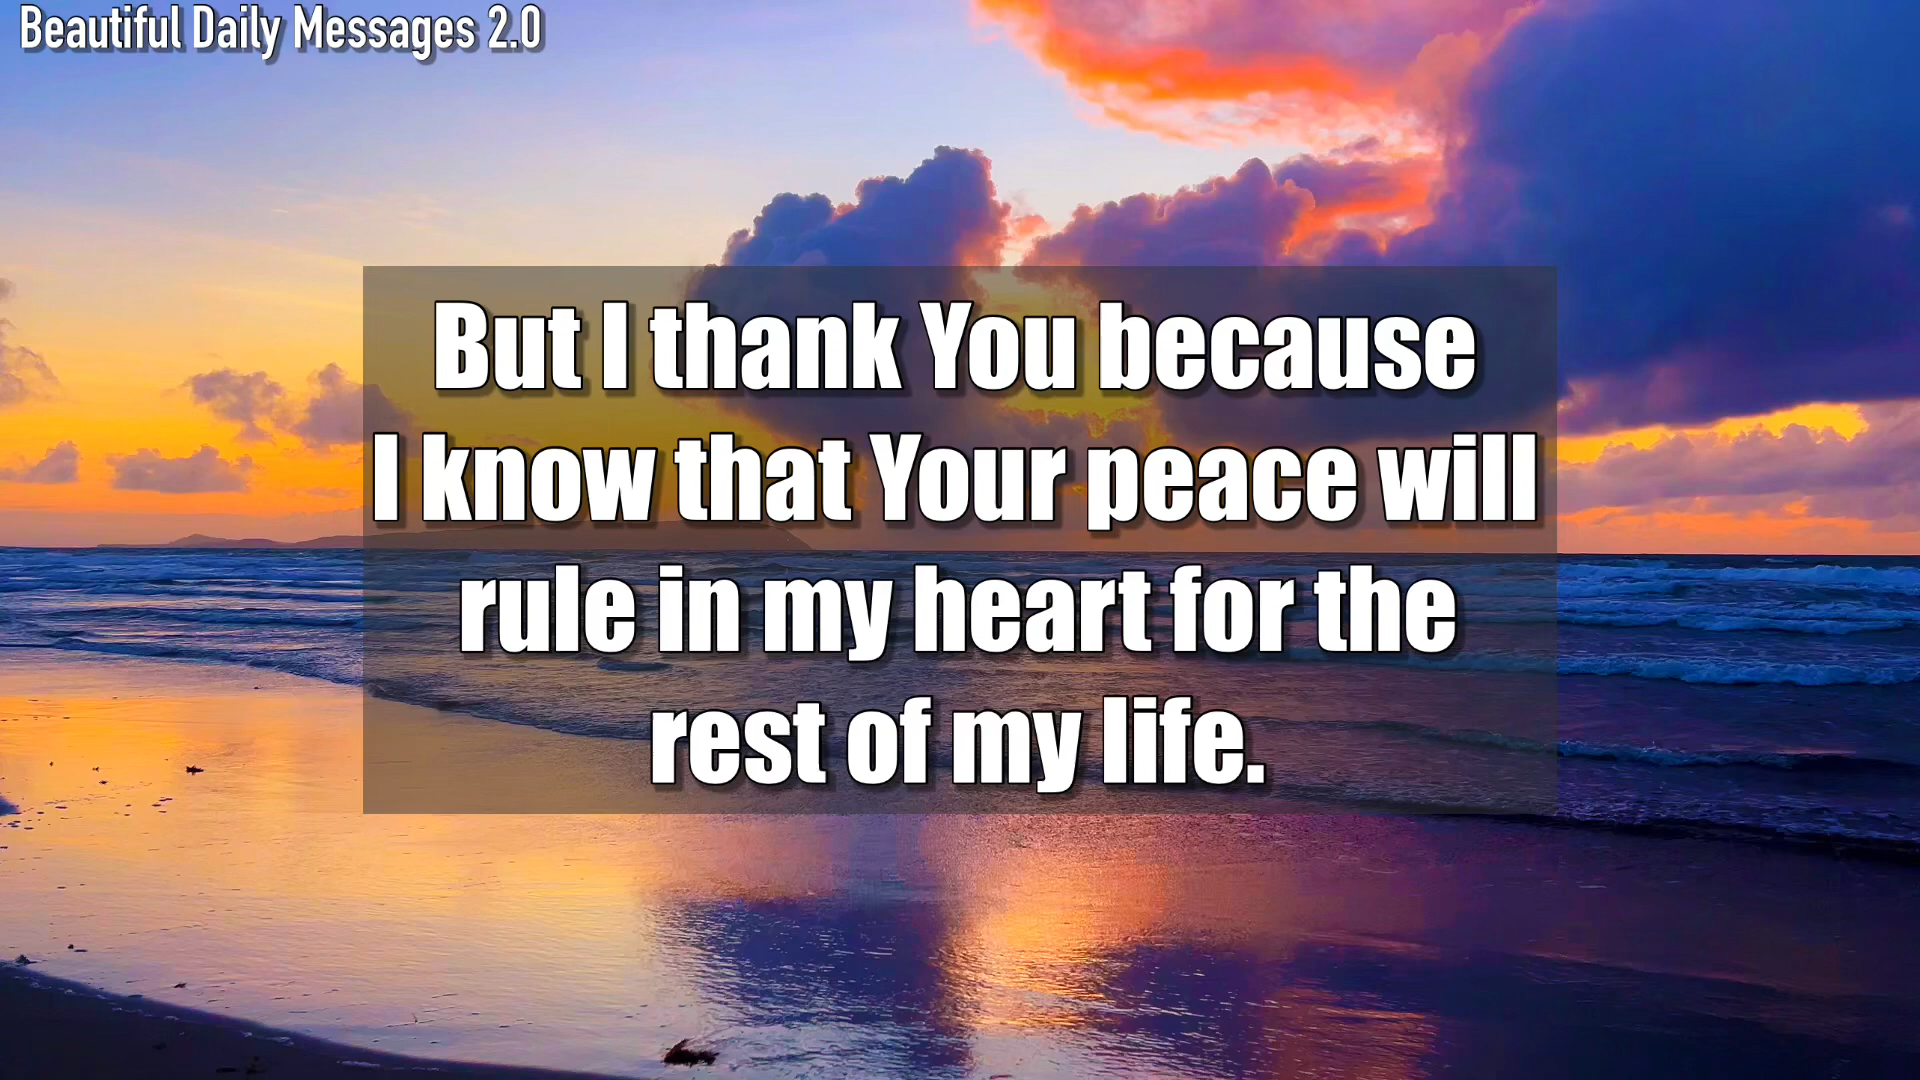 Beautiful Daily Messages 2.0
But I thank You because
I know that Your peace will
rule in my heart for the
rest of my life.